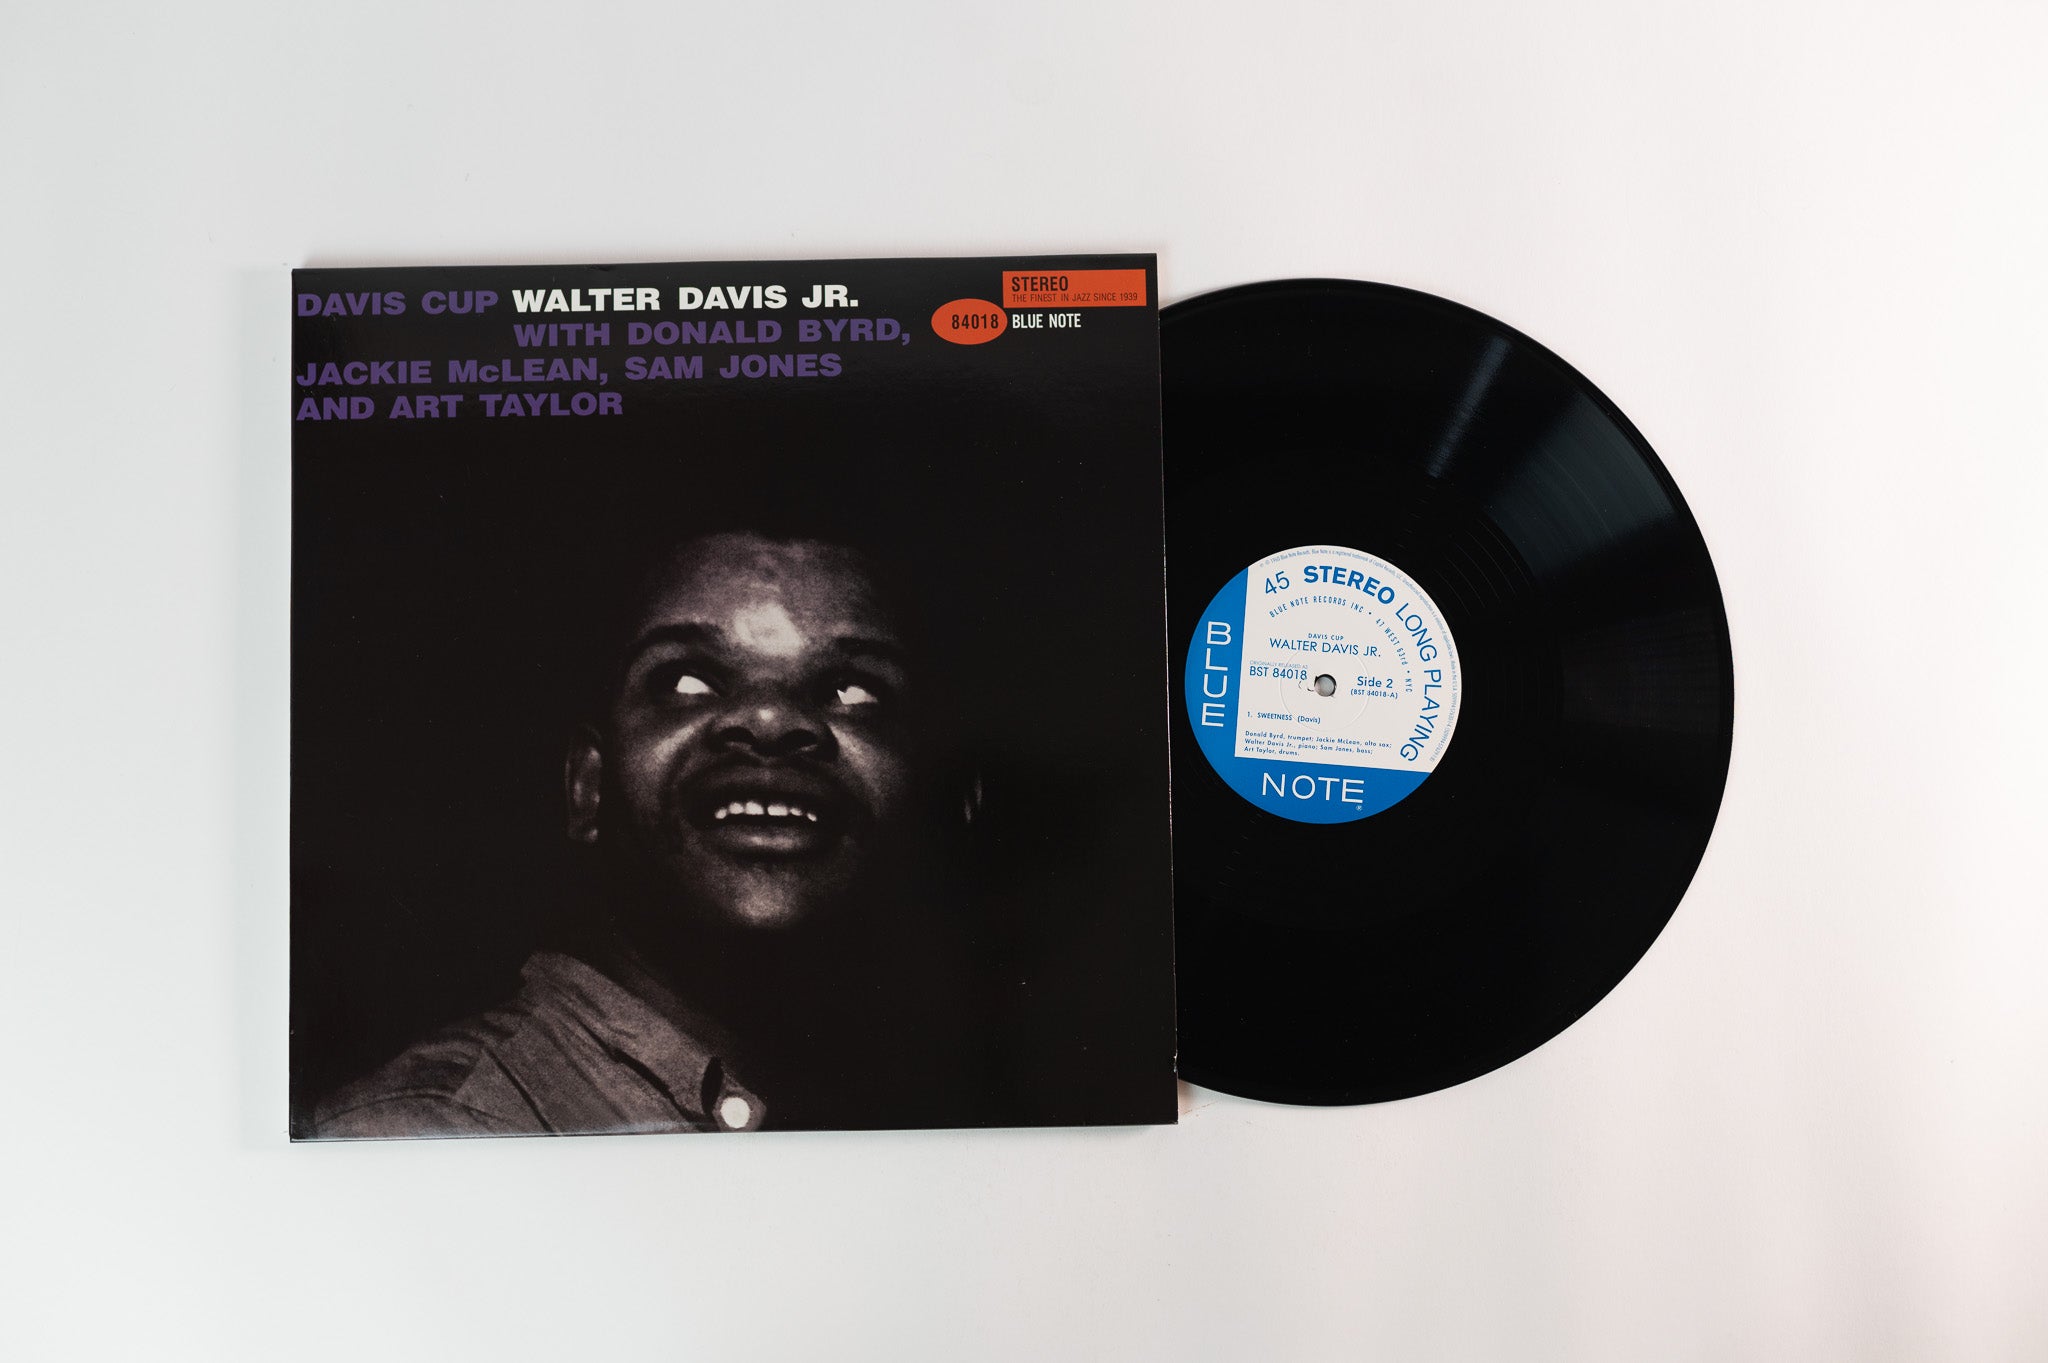 DAVIS CUP WALTER DAVIS JR.
WITH DONALD BYRD,
JACKIE McLEAN, SAM JONES
AND ART TAYLOR
STEREO
THE FINEST IN JAZZ SINCE 1939
84018 BLUE NOTE
45 STEREO LONG PLAYING
BLUE NOTE RECORDS INC • 47 WEST 63rd • NYC
DAVIS CUP
WALTER DAVIS JR.
ORIGINALLY RELEASED AS
BST 84018
Side 2
(BST 84018-A)
1. SWEETNESS (Davis)
Donald Byrd, trumpet; Jackie McLean, alto sax;
Walter Davis Jr., piano; Sam Jones, bass;
Art Taylor, drums.
BLUE
NOTE
®